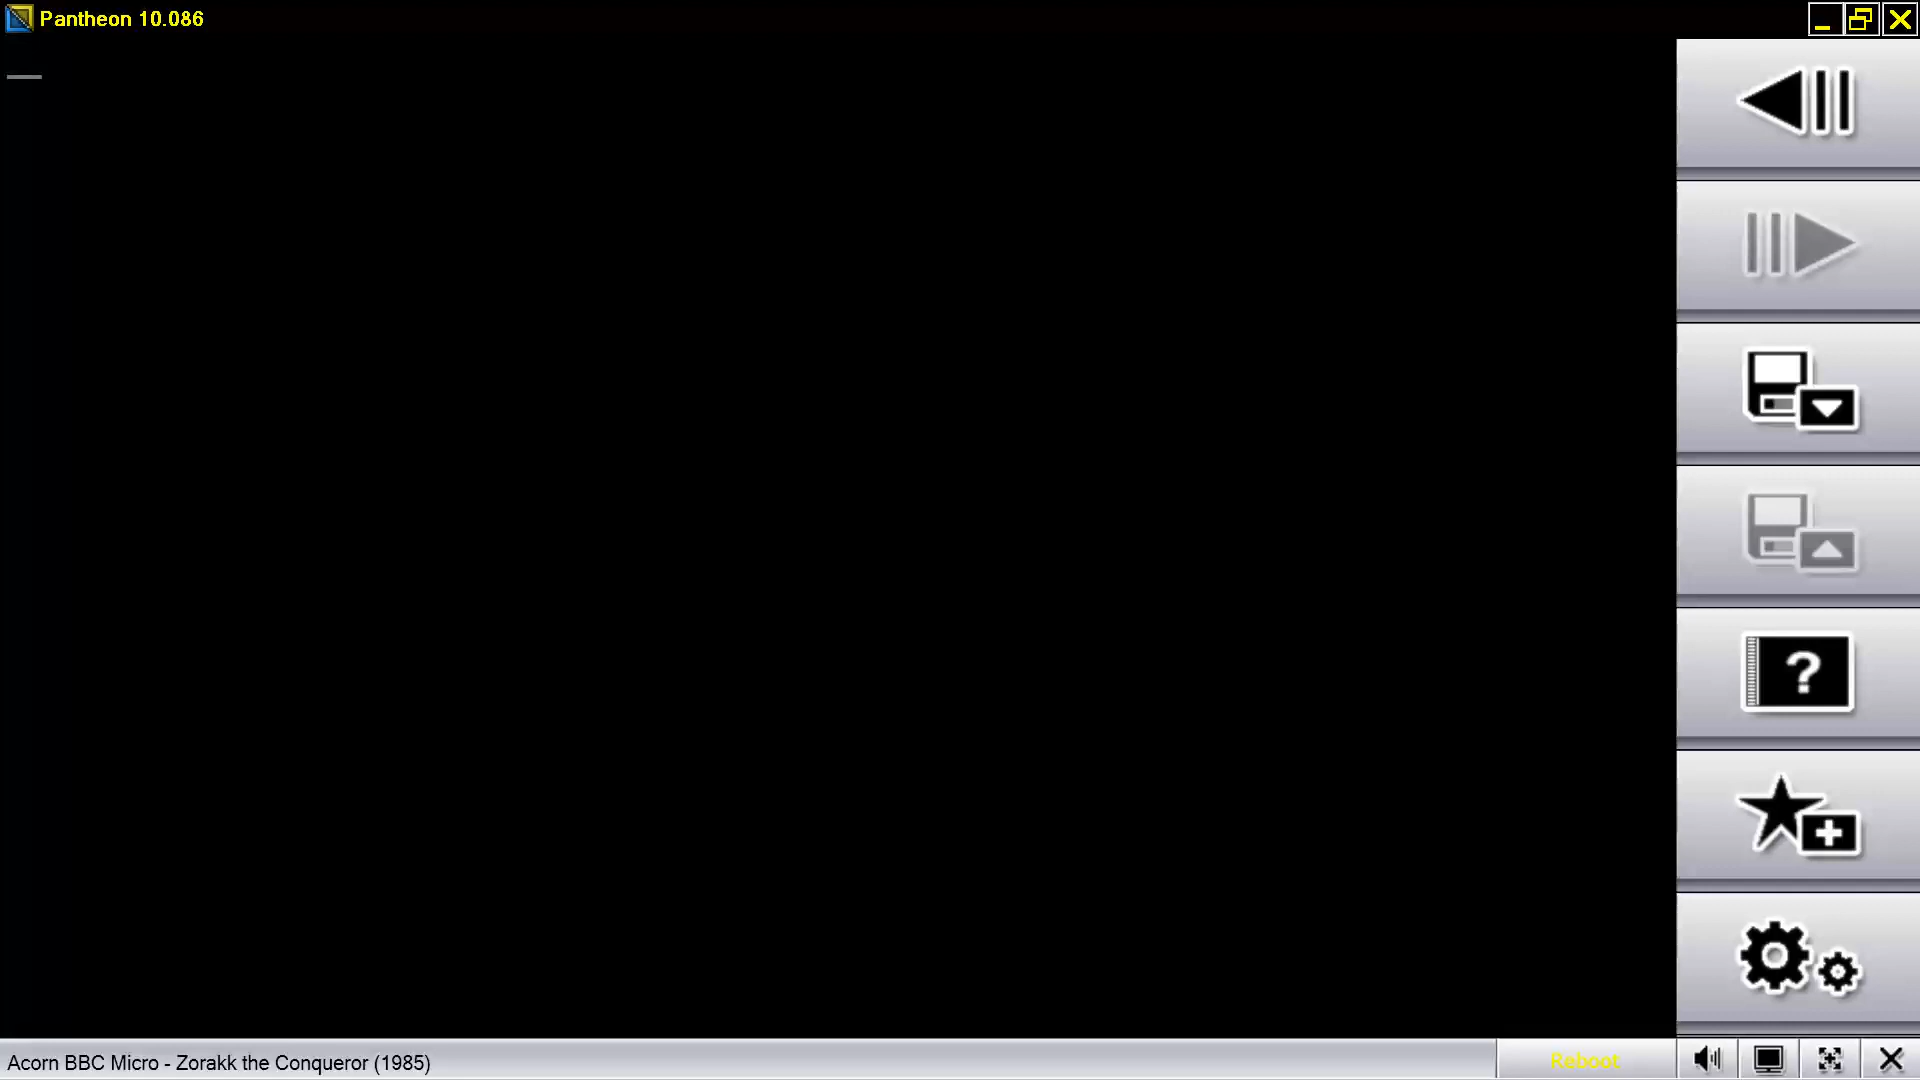 Pantheon 10.086
?
Acorn BBC Micro - Zorakk the Conqueror (1985)
Reboot